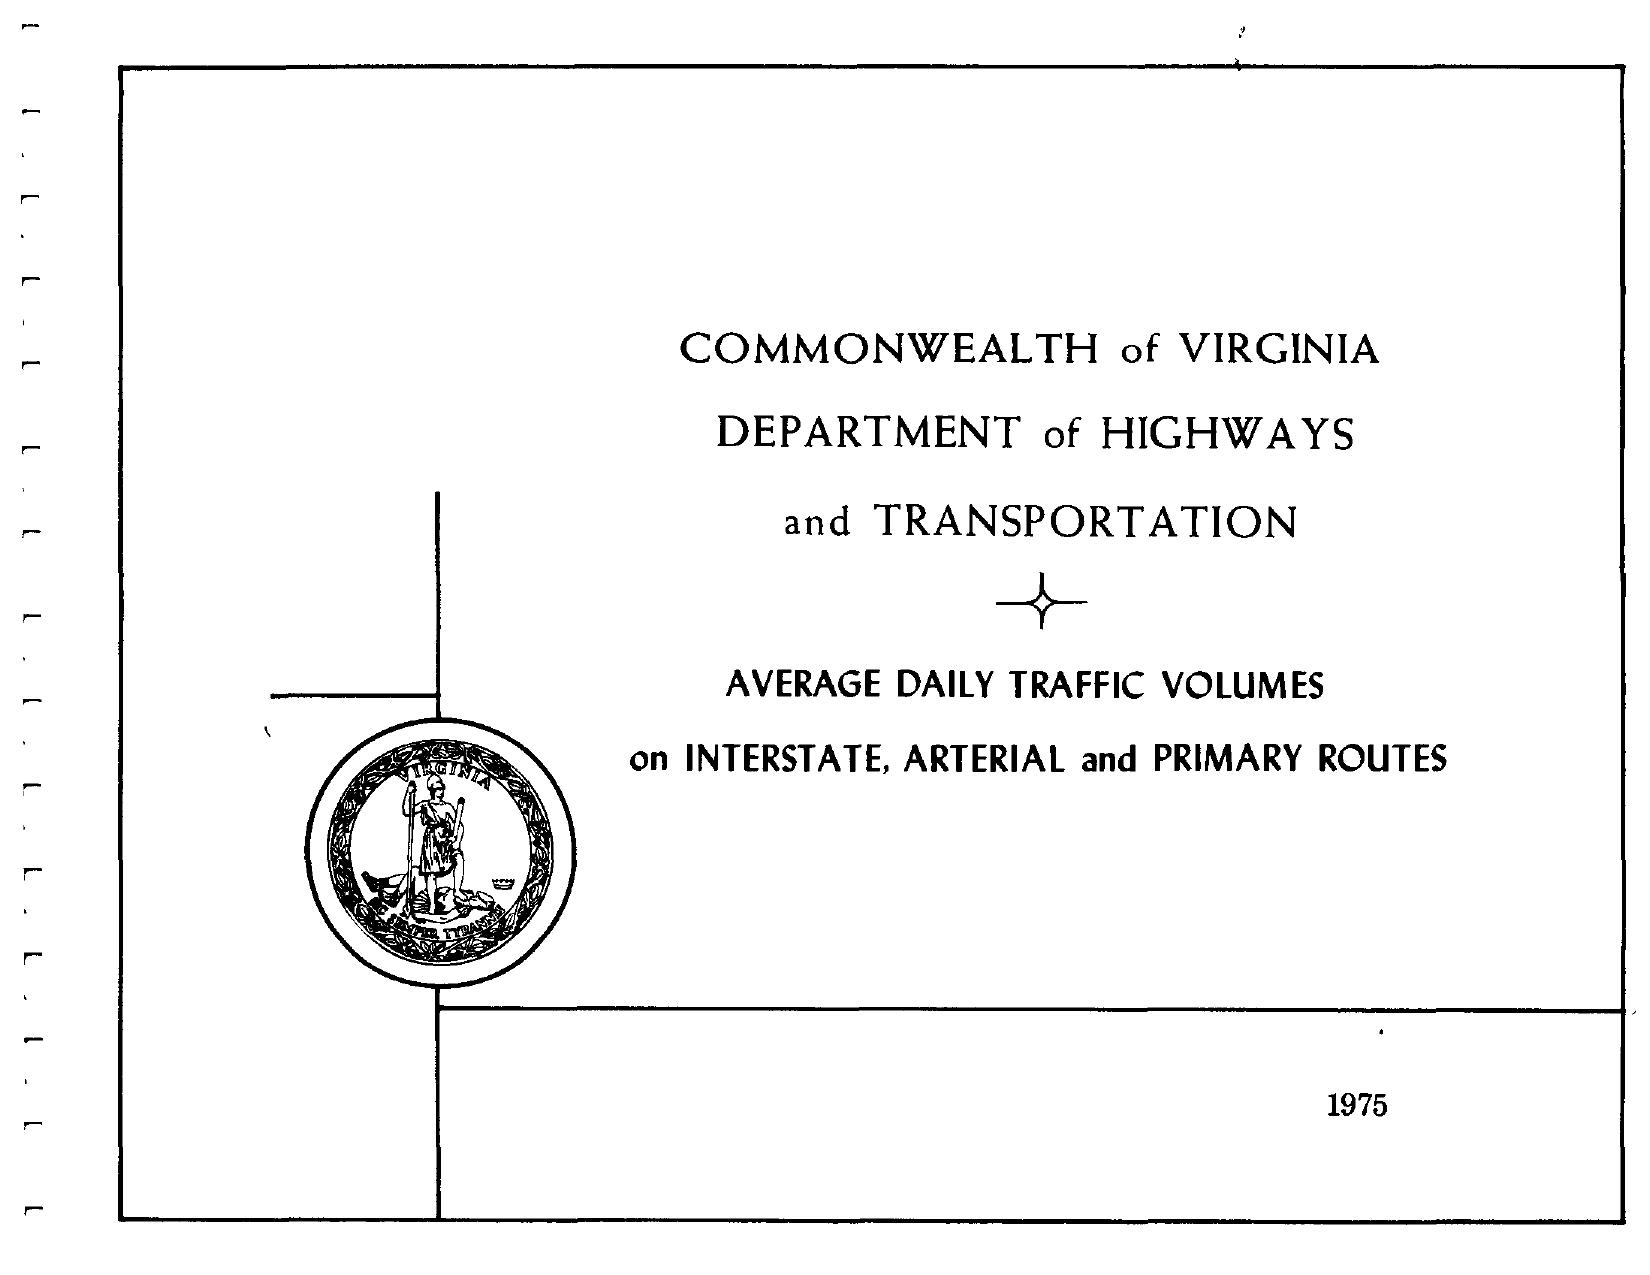 COMMONWEALTH of VIRGINIA
DEPARTMENT of HIGHWAYS
and TRANSPORTATION
AVERAGE DAILY TRAFFIC VOLUMES
on INTERSTATE, ARTERIAL and PRIMARY ROUTES
VIRGINIA
SEMPER TYRANNIS
1975